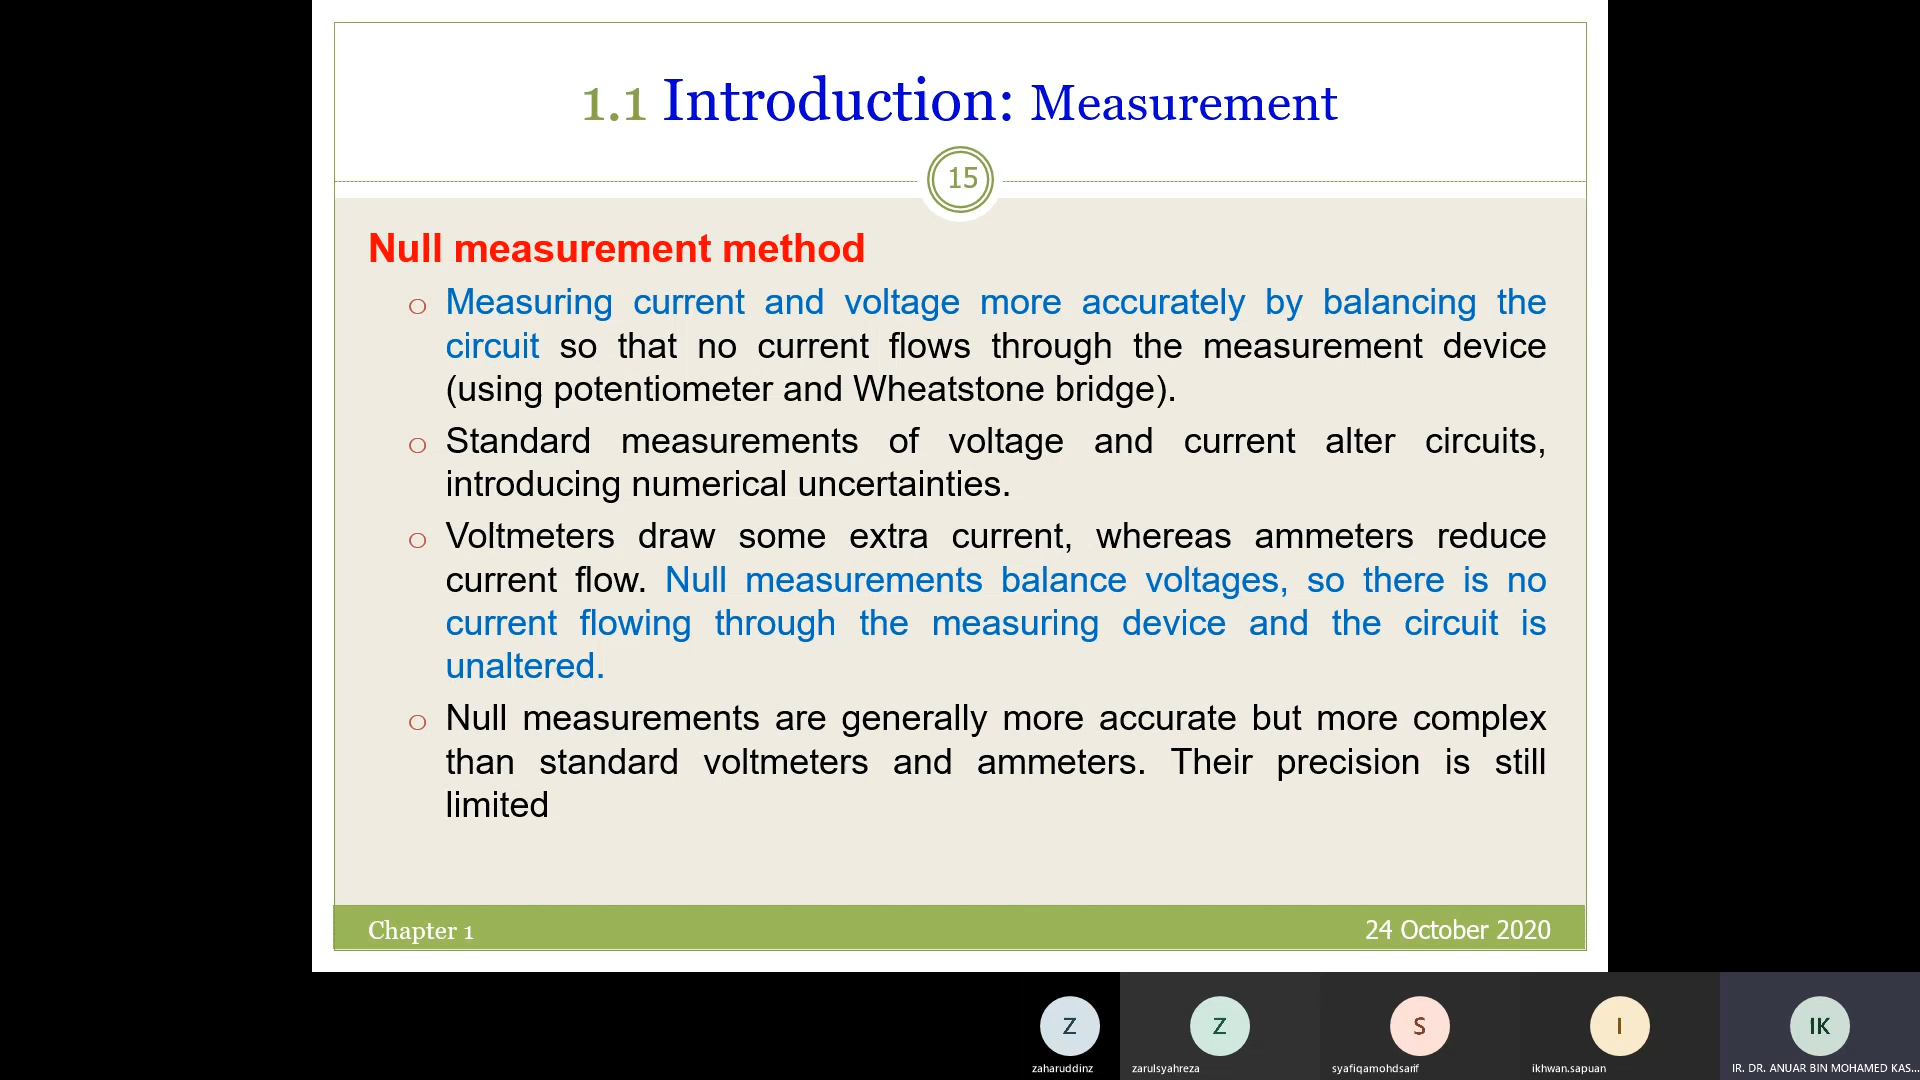 1.1 Introduction: Measurement
15
Null measurement method
o Measuring current and voltage more accurately by balancing the
circuit so that no current flows through the measurement device
(using potentiometer and Wheatstone bridge).
o Standard measurements of voltage and current alter circuits,
introducing numerical uncertainties.
o Voltmeters draw some extra current, whereas ammeters reduce
current flow. Null measurements balance voltages, so there is no
current flowing through the measuring device and the circuit is
unaltered.
o Null measurements are generally more accurate but more complex
than standard voltmeters and ammeters. Their precision is still
limited
Chapter 1 24 October 2020
Z Z S I IK
zaharuddinz zarulsyahreza syafiqamohdsarif ikhwan.sapuan IR. DR. ANUAR BIN MOHAMED KAS...